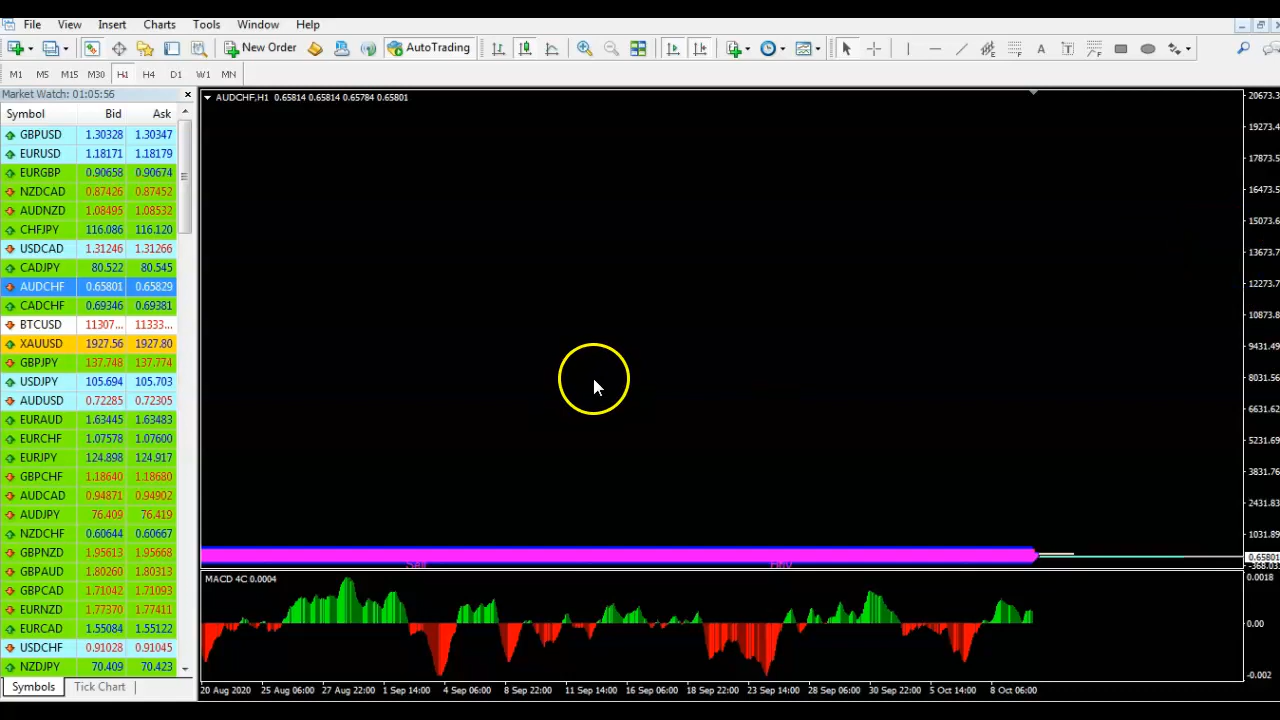 File View Insert Charts Tools Window Help
New Order AutoTrading A T
M1 M5 M15 M30 H1 H4 D1 W1 MN
Market Watch: 01:05:56
Symbol Bid Ask
GBPUSD 1.30328 1.30347
EURUSD 1.18171 1.18179
EURGBP 0.90658 0.90674
NZDCAD 0.87426 0.87452
AUDNZD 1.08495 1.08532
CHFJPY 116.086 116.120
USDCAD 1.31246 1.31266
CADJPY 80.522 80.545
AUDCHF 0.65801 0.65829
CADCHF 0.69346 0.69381
BTCUSD 11307... 11333...
XAUUSD 1927.56 1927.80
GBPJPY 137.748 137.774
USDJPY 105.694 105.703
AUDUSD 0.72285 0.72305
EURAUD 1.63445 1.63483
EURCHF 1.07578 1.07600
EURJPY 124.898 124.917
GBPCHF 1.18640 1.18680
AUDCAD 0.94871 0.94902
AUDJPY 76.409 76.419
NZDCHF 0.60644 0.60667
GBPNZD 1.95613 1.95668
GBPAUD 1.80260 1.80313
GBPCAD 1.71042 1.71093
EURNZD 1.77370 1.77411
EURCAD 1.55084 1.55122
USDCHF 0.91028 0.91045
NZDJPY 70.409 70.423
Symbols Tick Chart
AUDCHF,H1 0.65814 0.65814 0.65784 0.65801
20673.3
19273.4
17873.5
16473.5
15073.6
13673.7
12273.7
10873.8
9431.49
8031.56
6631.62
5231.69
3831.76
2431.83
1031.89
0.65801
-368.03
Sell
MACD 4C 0.0004
0.0018
0.00
-0.002
20 Aug 2020 25 Aug 06:00 27 Aug 22:00 1 Sep 14:00 4 Sep 06:00 8 Sep 22:00 11 Sep 14:00 16 Sep 06:00 18 Sep 22:00 23 Sep 14:00 28 Sep 06:00 30 Sep 22:00 5 Oct 14:00 8 Oct 06:00